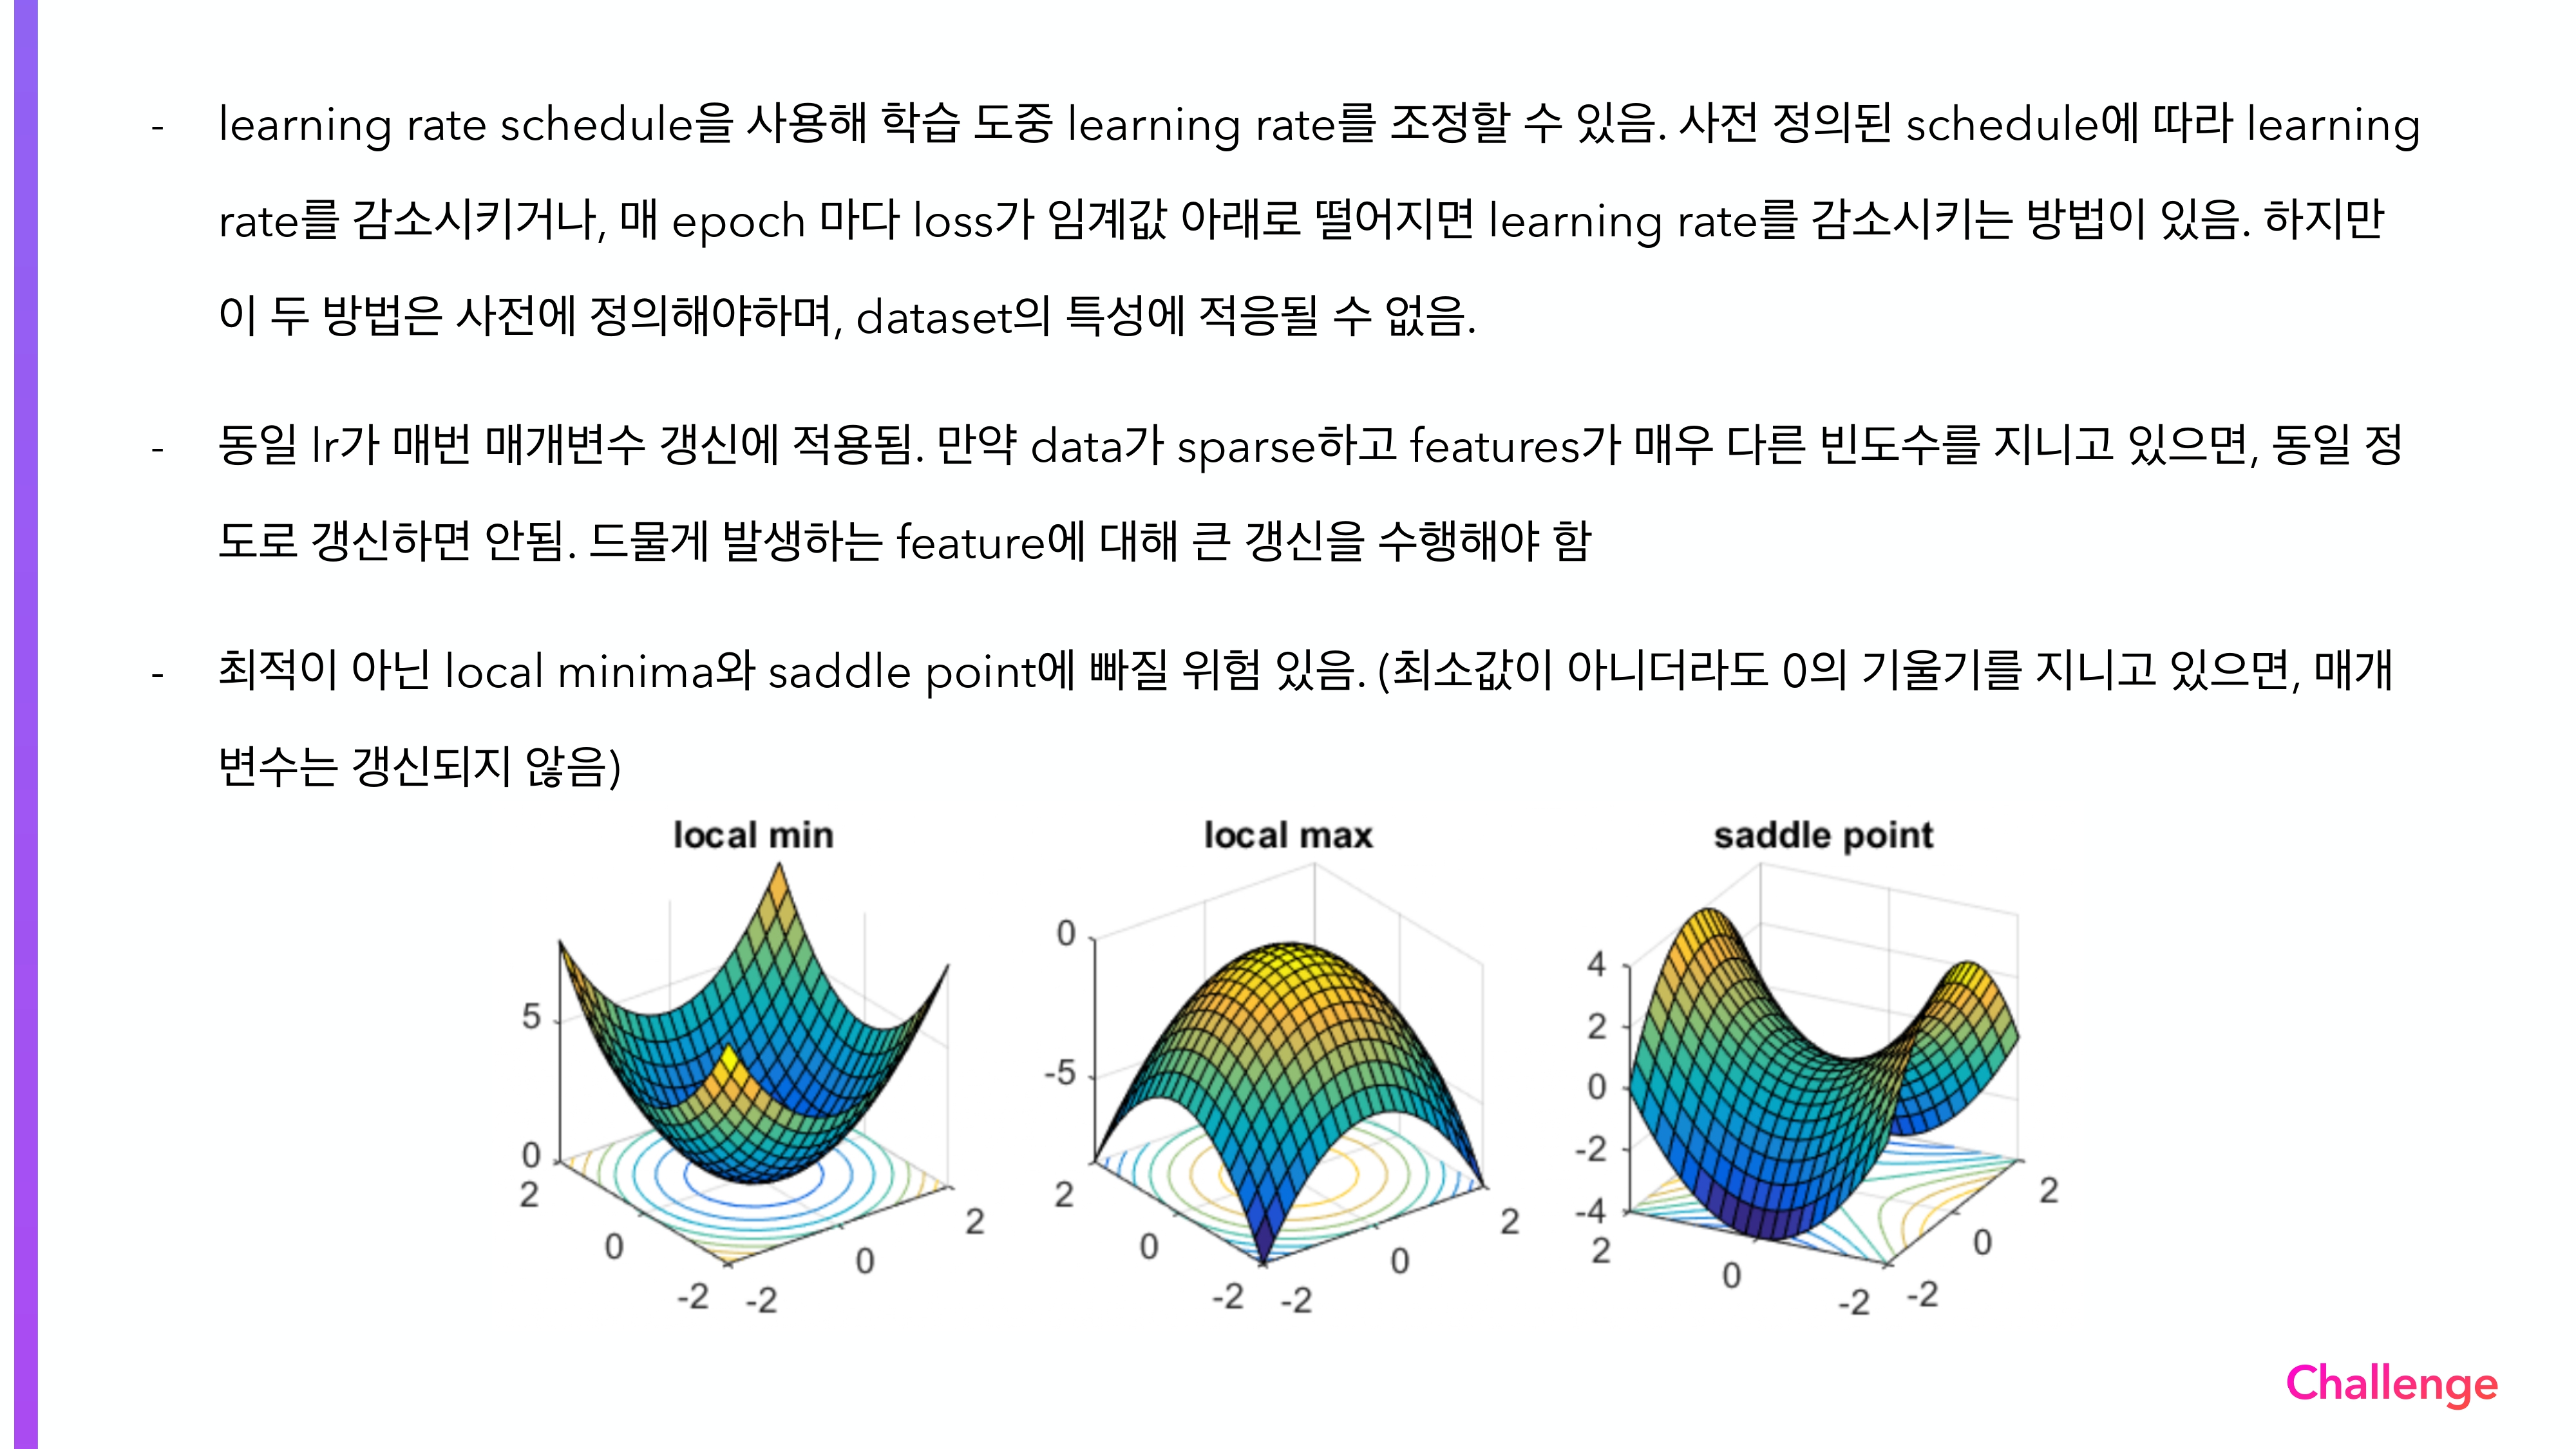 - learning rate schedule을 사용해 학습 도중 learning rate를 조정할 수 있음. 사전 정의된 schedule에 따라 learning
rate를 감소시키거나, 매 epoch 마다 loss가 임계값 아래로 떨어지면 learning rate를 감소시키는 방법이 있음. 하지만
이 두 방법은 사전에 정의해야하며, dataset의 특성에 적응될 수 없음.
- 동일 lr가 매번 매개변수 갱신에 적용됨. 만약 data가 sparse하고 features가 매우 다른 빈도수를 지니고 있으면, 동일 정
도로 갱신하면 안됨. 드물게 발생하는 feature에 대해 큰 갱신을 수행해야 함
- 최적이 아닌 local minima와 saddle point에 빠질 위험 있음. (최소값이 아니더라도 0의 기울기를 지니고 있으면, 매개
변수는 갱신되지 않음)
local min
5
0
2
0
-2
-2
0
2
local max
0
-5
2
0
-2
-2
0
2
saddle point
4
2
0
-2
-4
2
0
-2
-2
0
2
Challenge